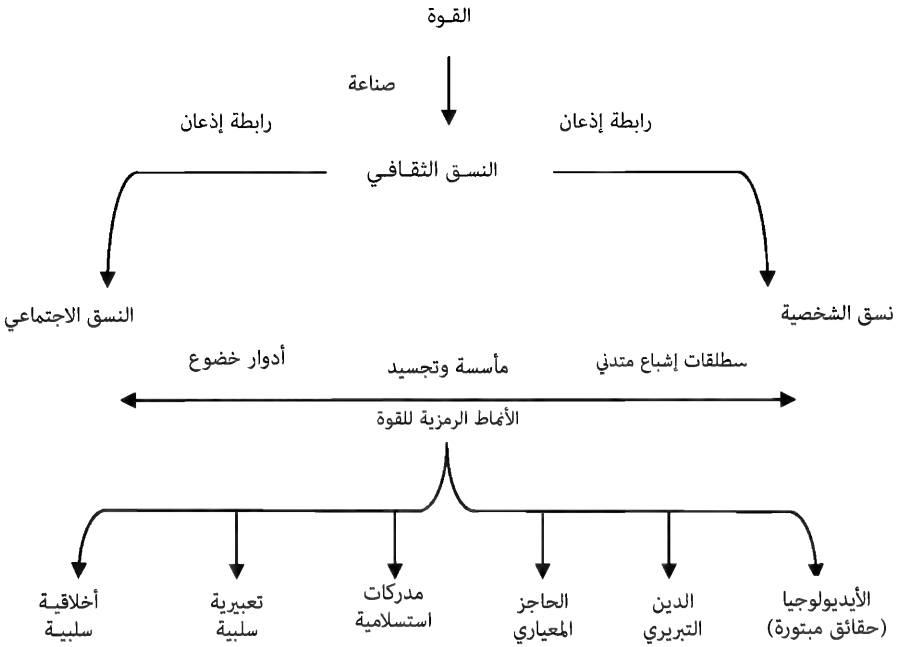 القـوة
صناعة
رابطة إذعان
رابطة إذعان
النسـق الثقـافـي
نسق الشخصية
النسق الاجتماعي
سطلقات إشباع متدني
مأسسة وتجسيد
أدوار خضوع
الأنماط الرمزية للقوة
الأيديولوجيا
(حقائق مبتورة)
الدين
التبريري
الحاجز
المعياري
مدركات
استسلامية
تعبيرية
سلبية
أخلاقيـة
سلبيـة